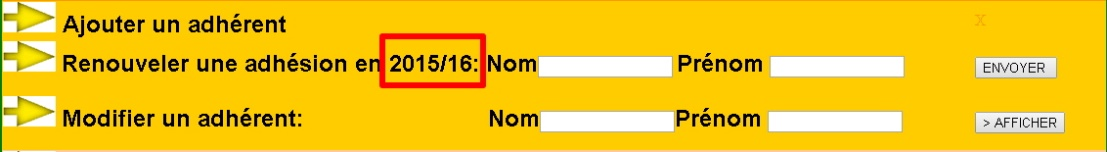 Ajouter un adhérent x
Renouveler une adhésion en 2015/16: Nom Prénom ENVOYER
Modifier un adhérent: Nom Prénom > AFFICHER